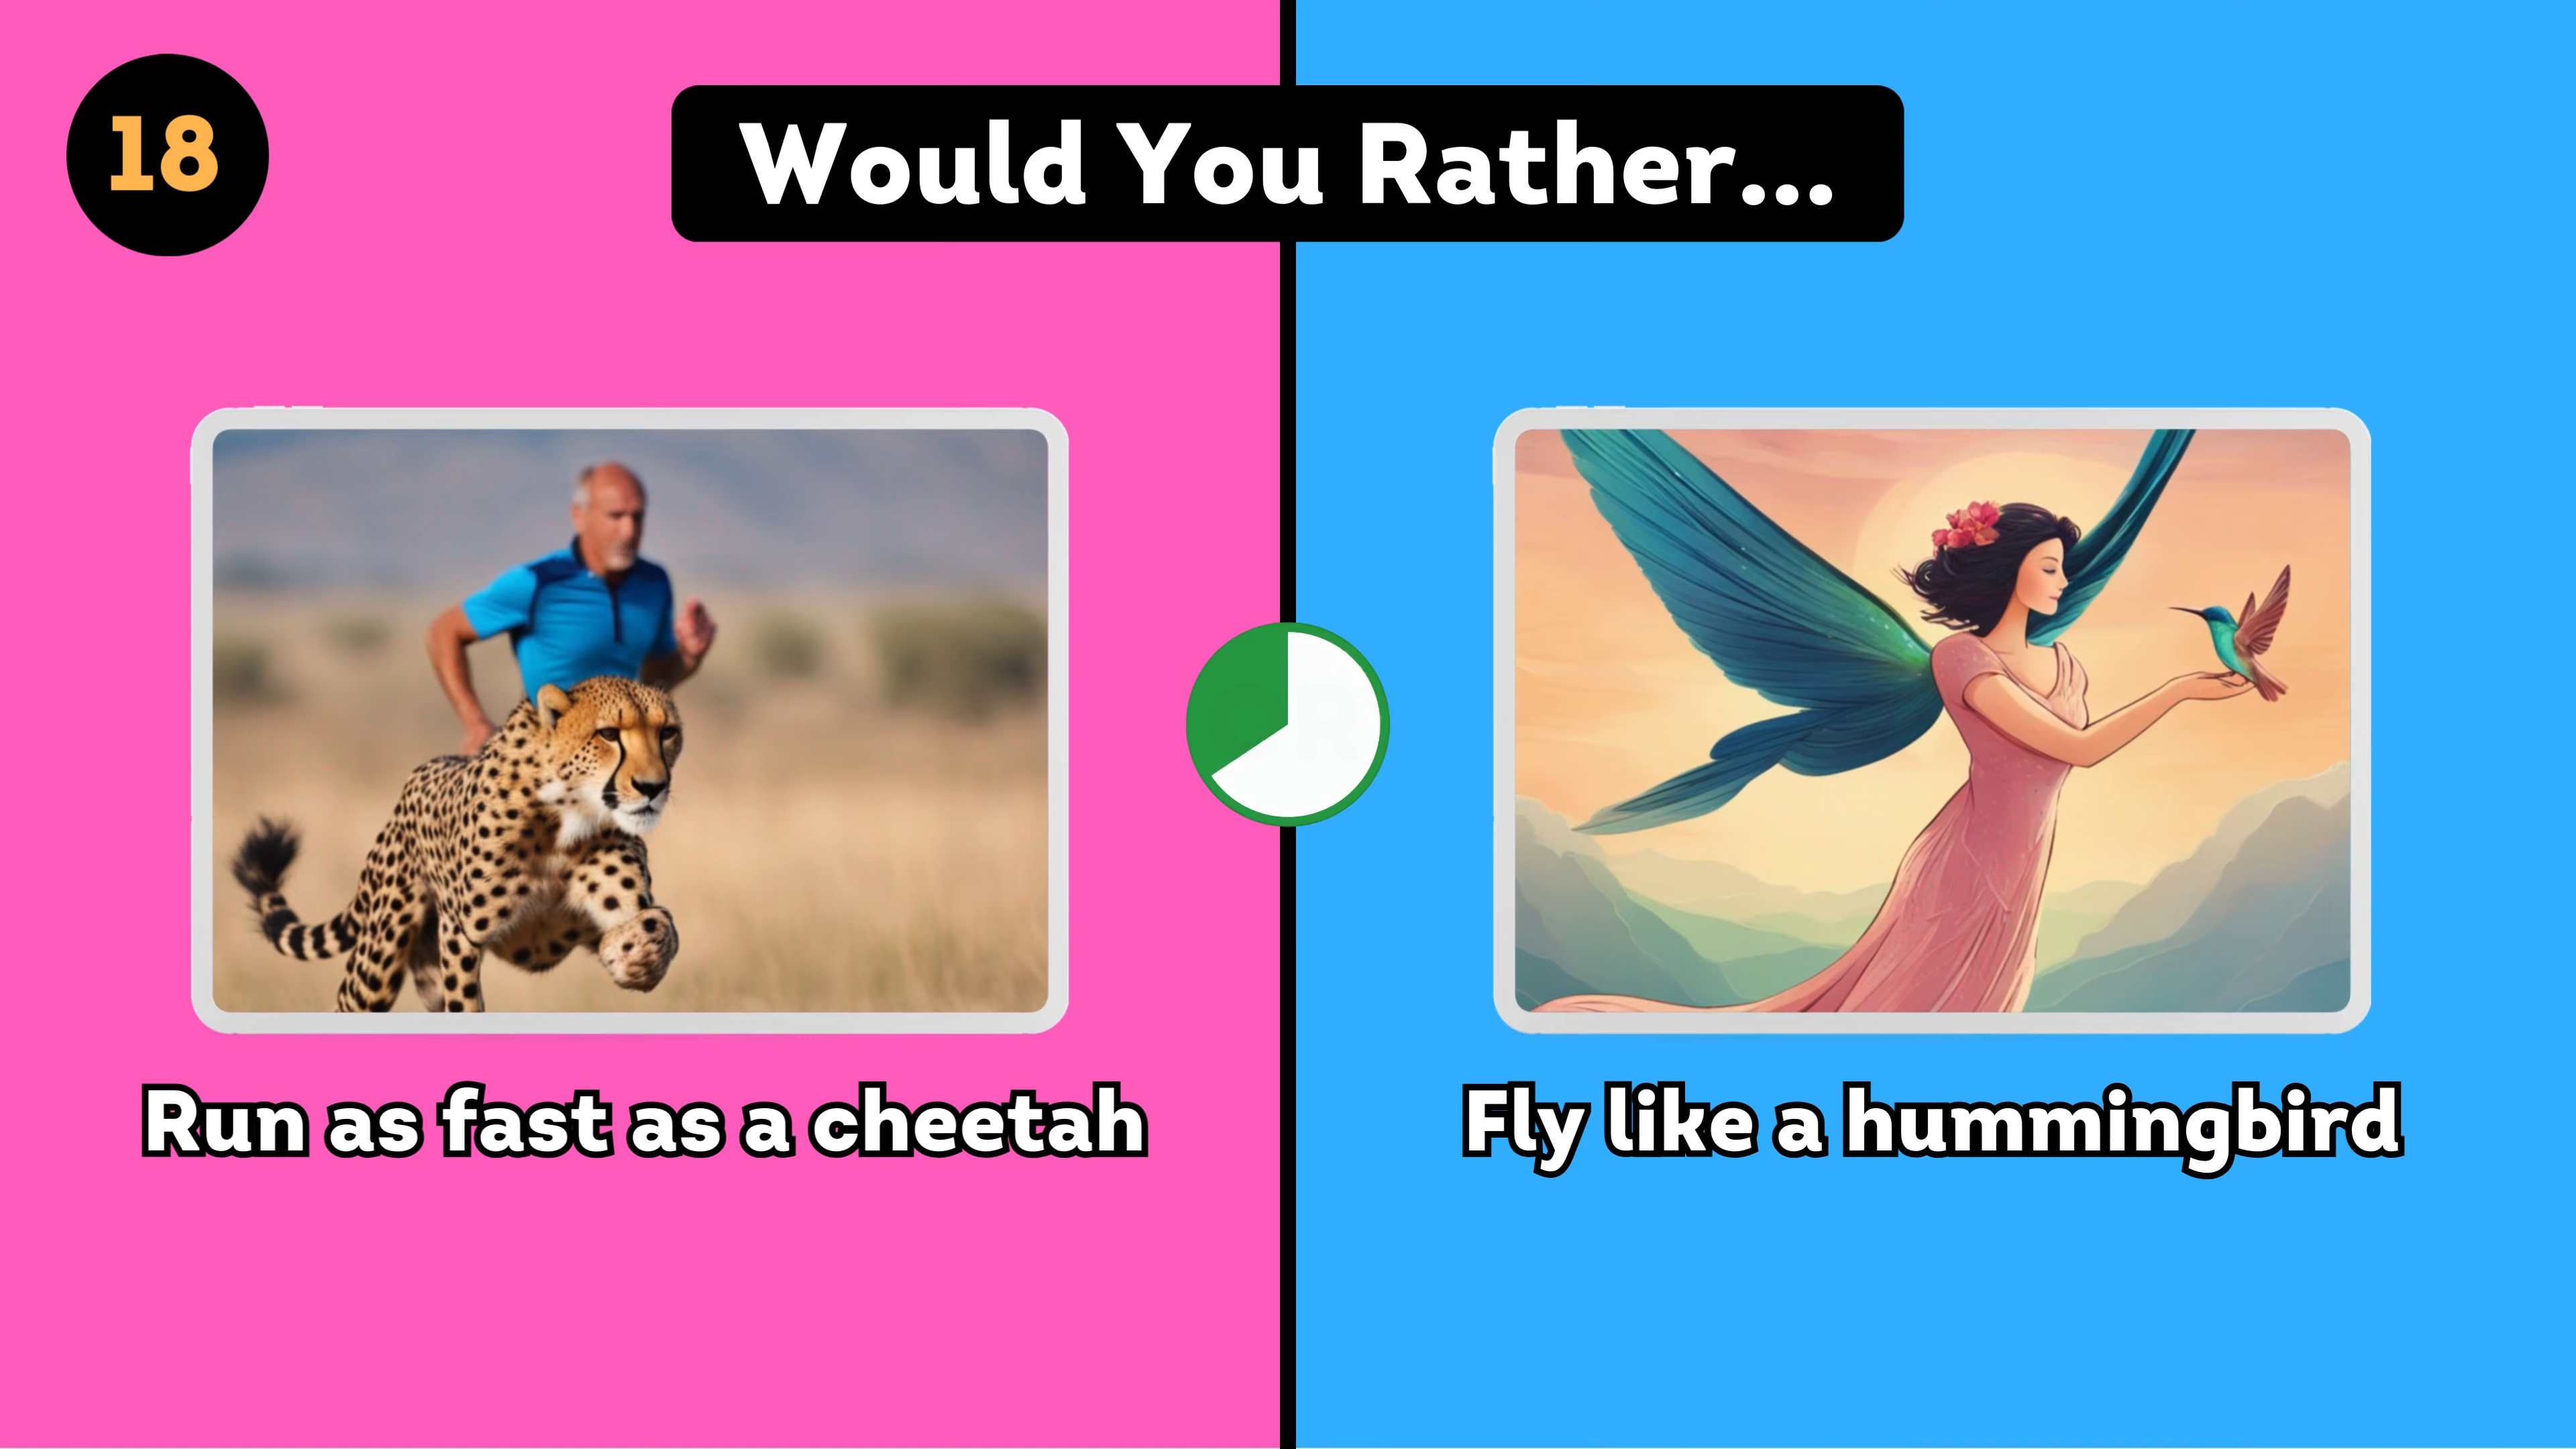 18
Would You Rather...
Run as fast as a cheetah
Fly like a hummingbird